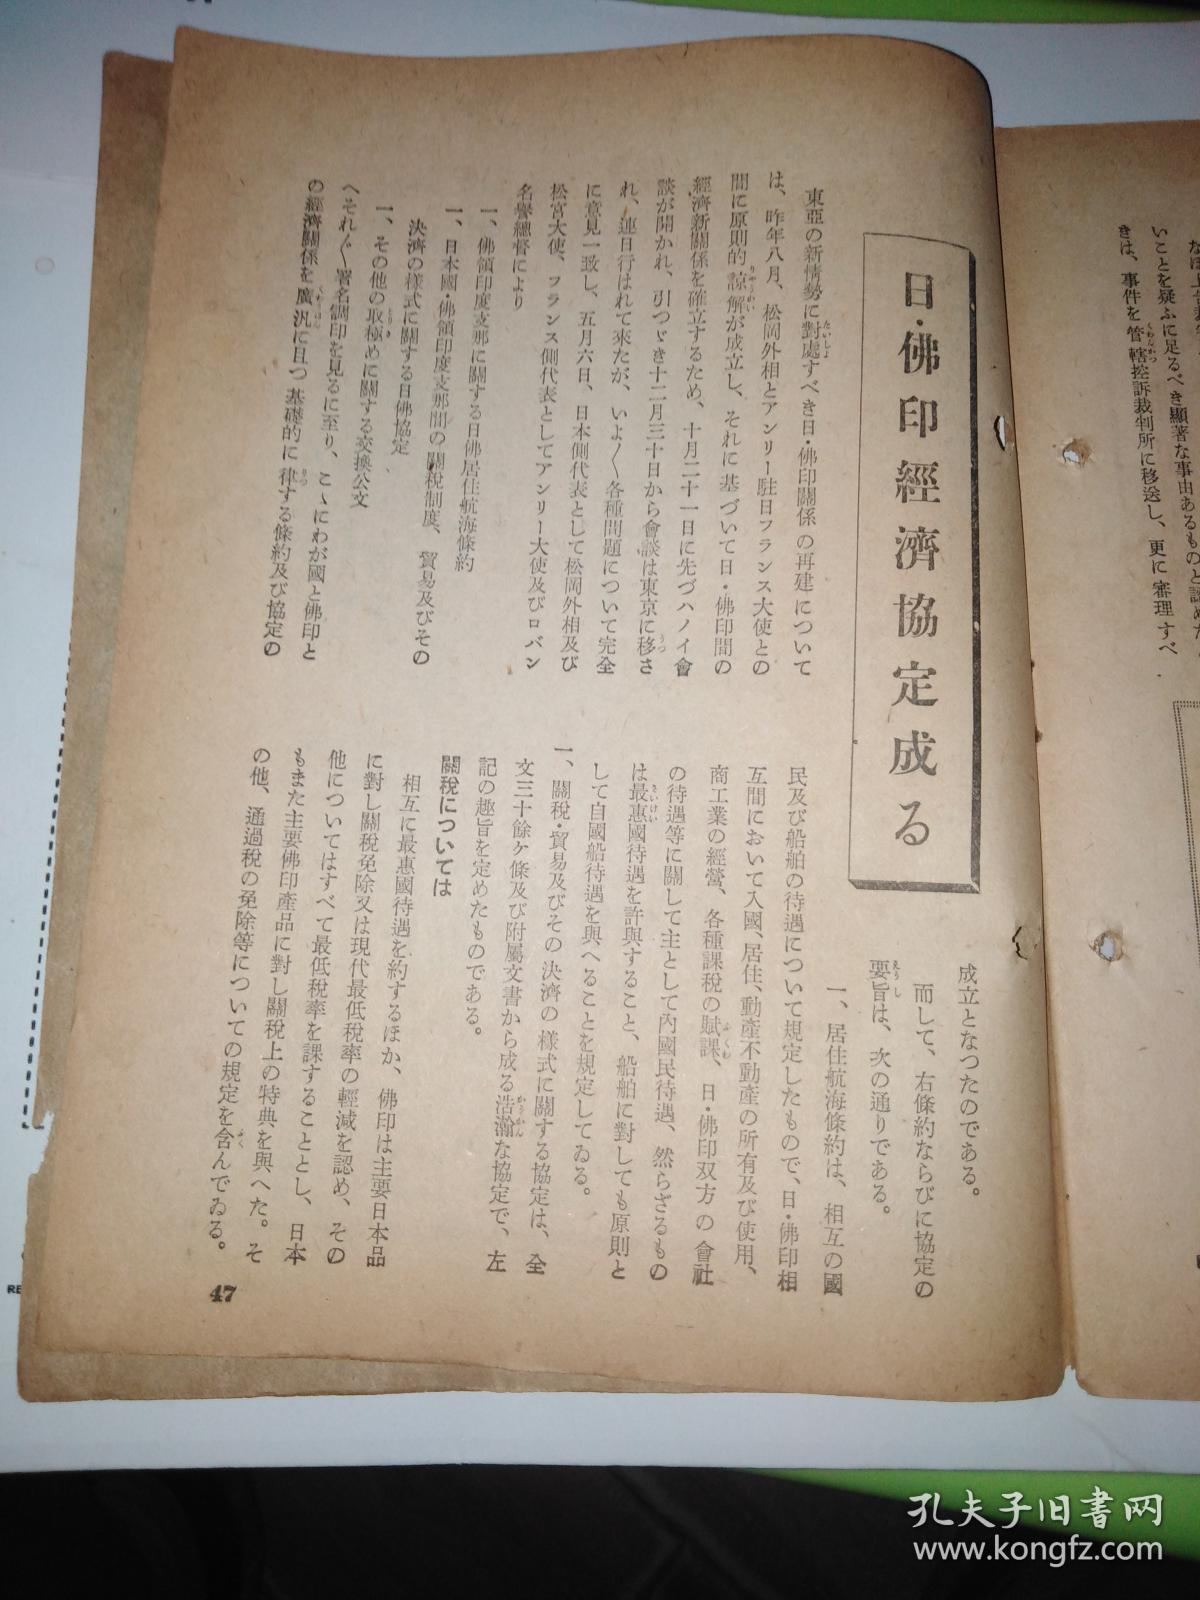 日・佛印經濟協定成る
東亞の新情勢に對處すべき日・佛印關係の再建について
は、昨年八月、松岡外相とアンリー駐日フランス大使との
間に原則的諒解が成立し、それに基づいて日・佛印間の
經濟新關係を確立するため、十月二十一日に先づハノイ會
談が開かれ、引つゞき十二月三十日から會談は東京に移さ
れ、連日行はれて來たが、いよ〳〵各種問題について完全
に意見一致し、五月六日、日本側代表として松岡外相及び
松宮大使、フランス側代表としてアンリー大使及びロバン
名譽總督により
一、佛領印度支那に關する日佛居住航海條約
一、日本國・佛領印度支那間の關稅制度、貿易及びその
決濟の樣式に關する日佛協定
一、その他の取極めに關する交換公文
へそれ〴〵署名調印を見るに至り、こゝにわが國と佛印と
の經濟關係を廣汎に且つ基礎的に律する條約及び協定の
成立となつたのである。
而して、右條約ならびに協定の
要旨は、次の通りである。
一、居住航海條約は、相互の國
民及び船舶の待遇について規定したもので、日・佛印相
互間において入國、居住、動產不動產の所有及び使用、
商工業の經營、各種課稅の賦課、日・佛印双方の會社
の待遇等に關して主として內國民待遇、然らざるもの
は最惠國待遇を許與すること、船舶に對しても原則と
して自國船待遇を與へることを規定してゐる。
一、關稅・貿易及びその決濟の樣式に關する協定は、全
文三十餘ケ條及び附屬文書から成る浩瀚な協定で、左
記の趣旨を定めたものである。
關稅については
相互に最惠國待遇を約するほか、佛印は主要日本品
に對し關稅免除又は現代最低稅率の輕減を認め、その
他についてはすべて最低稅率を課することとし、日本
もまた主要佛印產品に對し關稅上の特典を與へた。そ
の他、通過稅の免除等についての規定を含んでゐる。
47
いことを疑ふに足るべき顯著な事由あるものと認めた
きは、事件を管轄控訴裁判所に移送し、更に審理すべ
孔夫子旧书网
www.kongfz.com